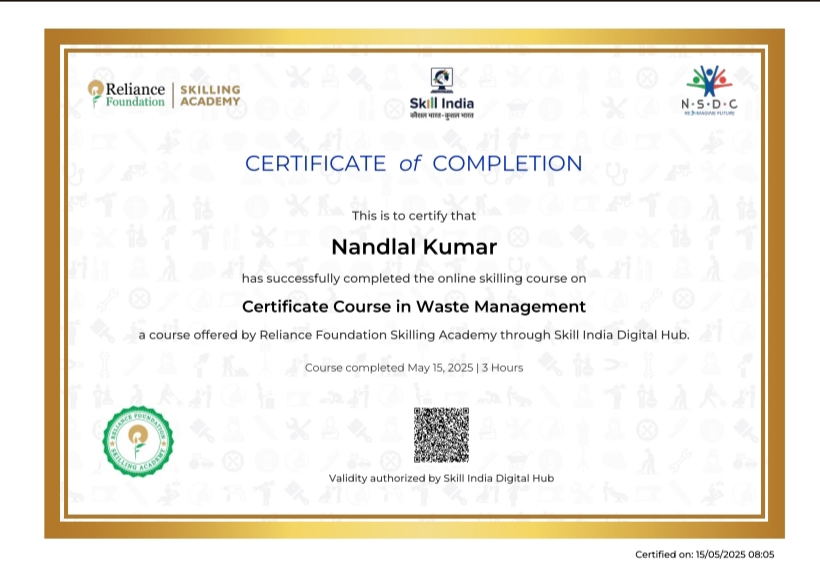 Reliance
Foundation
SKILLING
ACADEMY
Skill India
कौशल भारत-कुशल भारत
N·S·D·C
RE-IMAGINE FUTURE
CERTIFICATE of COMPLETION
This is to certify that
Nandlal Kumar
has successfully completed the online skilling course on
Certificate Course in Waste Management
a course offered by Reliance Foundation Skilling Academy through Skill India Digital Hub.
Course completed May 15, 2025 | 3 Hours
RELIANCE FOUNDATION
SKILLING ACADEMY
Validity authorized by Skill India Digital Hub
Certified on: 15/05/2025 08:05